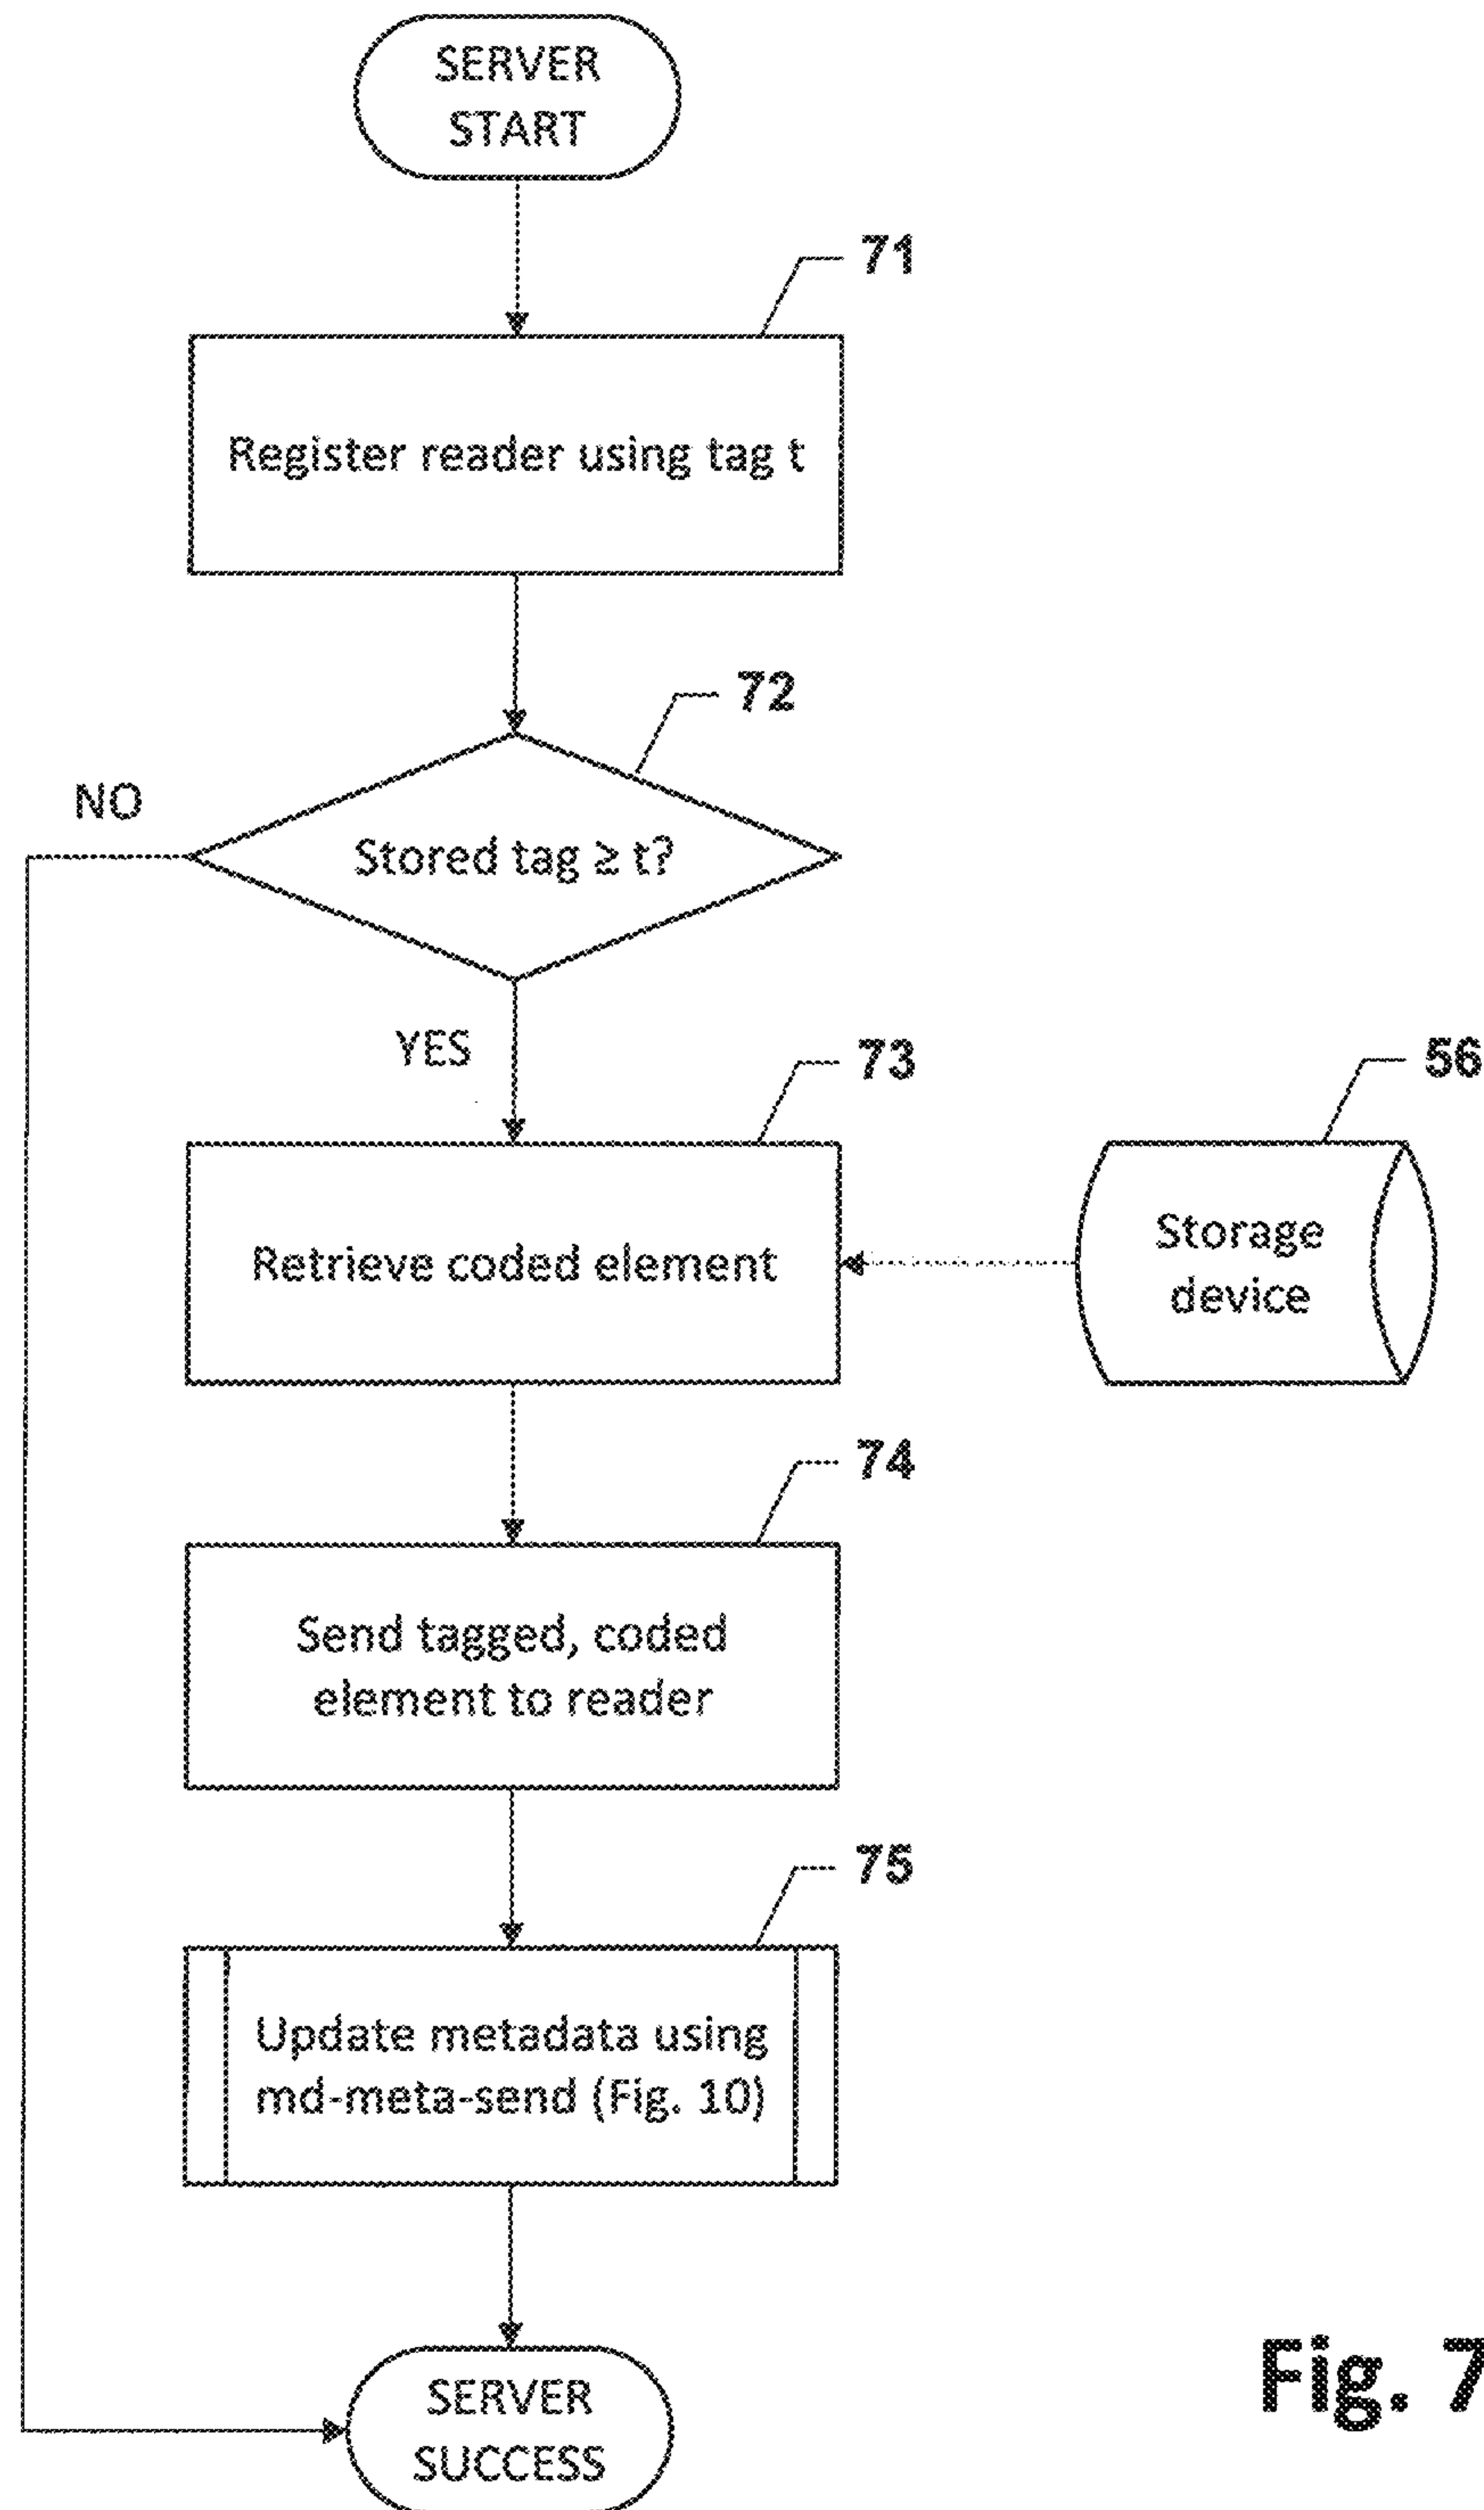 SERVER
START
71
Register reader using tag t
72
NO
Stored tag ≥ t?
YES
73
56
Retrieve coded element
Storage
device
74
Send tagged, coded
element to reader
75
Update metadata using
md-meta-send (Fig. 10)
SERVER
SUCCESS
Fig. 7